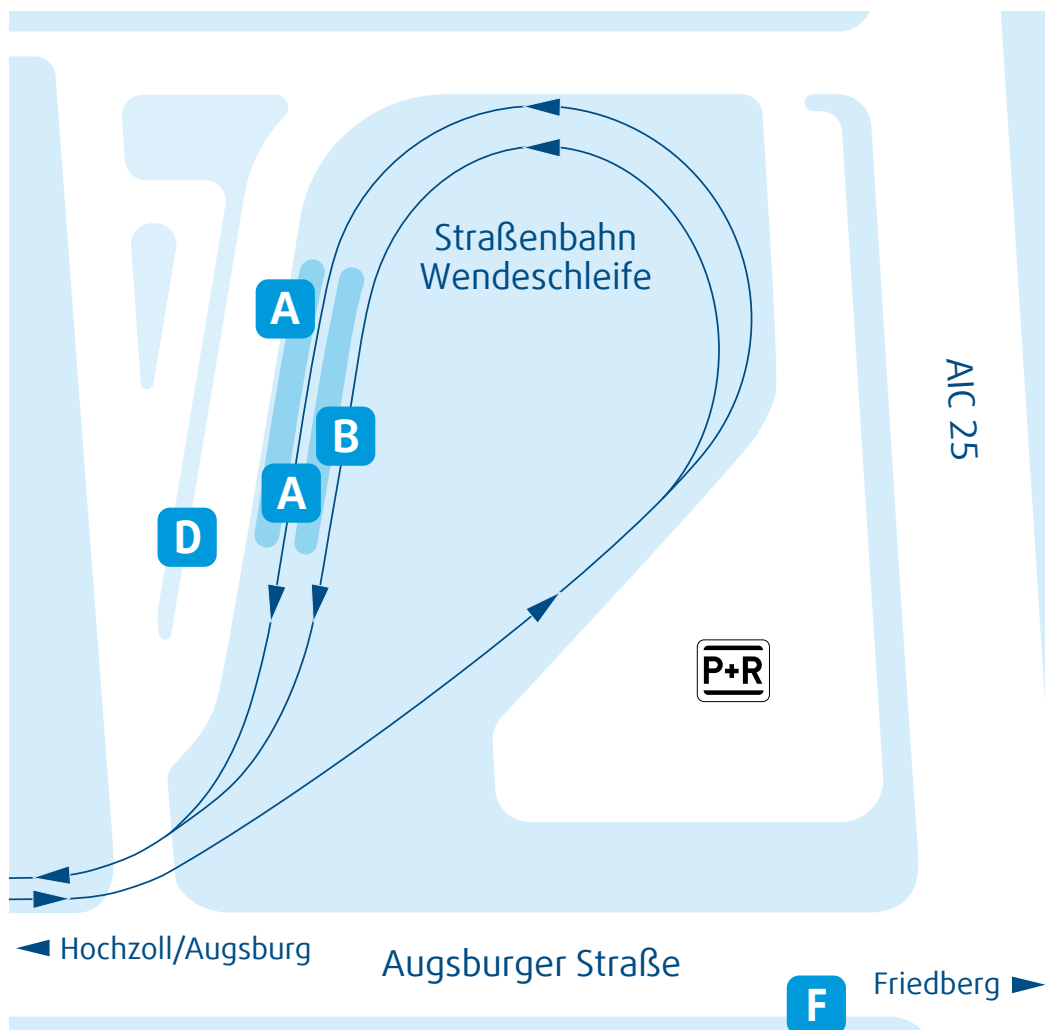 Straßenbahn
Wendeschleife
A
B
A
D
AIC 25
P+R
Hochzoll/Augsburg
Augsburger Straße
Friedberg
F